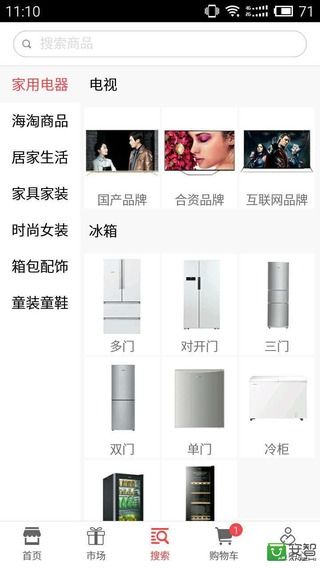 11:10
71
搜索商品
家用电器
海淘商品
居家生活
家具家装
时尚女装
箱包配饰
童装童鞋
电视
国产品牌
合资品牌
互联网品牌
冰箱
多门
对开门
三门
双门
单门
冷柜
首页
市场
搜索
1
购物车